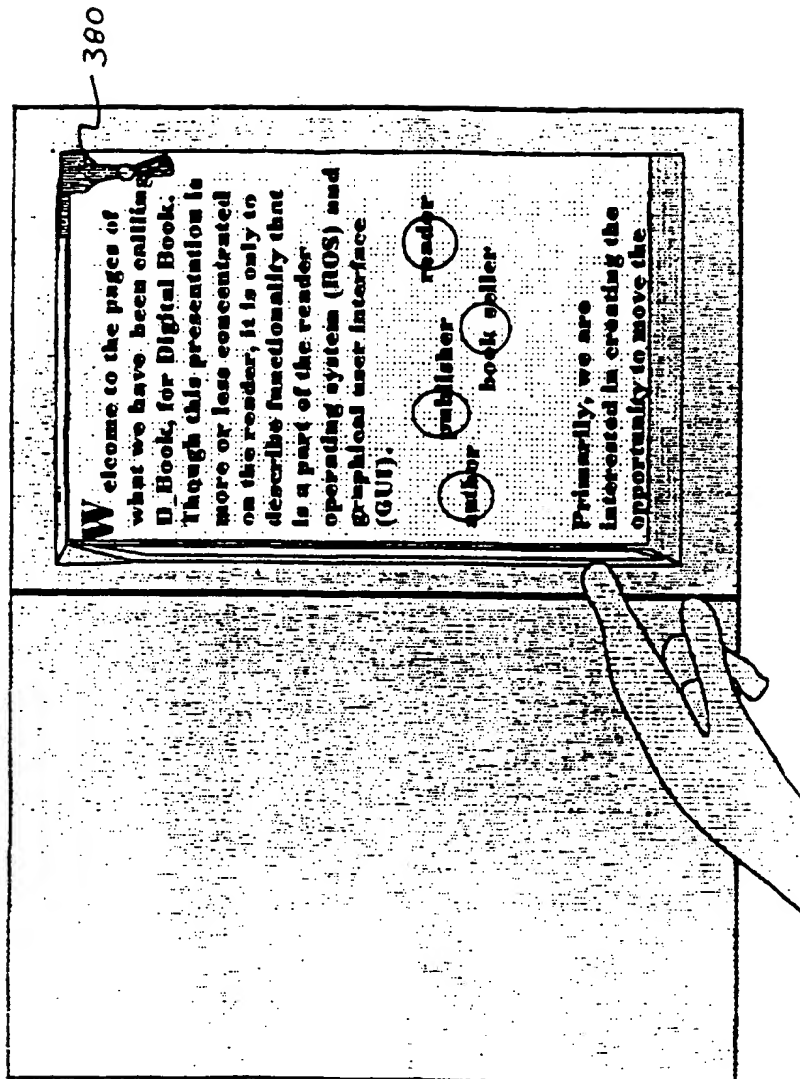 380
Welcome to the pages of
what we have been callling
D_Book, for Digital Book.
Though this presentation is
more or less concentrated
on the reader, it is only to
describe functionality that
is a part of the reader
operating system (ROS) and
graphical user interface
(GUI).
author publisher book seller reader
Primarily, we are
interested in creating the
opportunity to move the